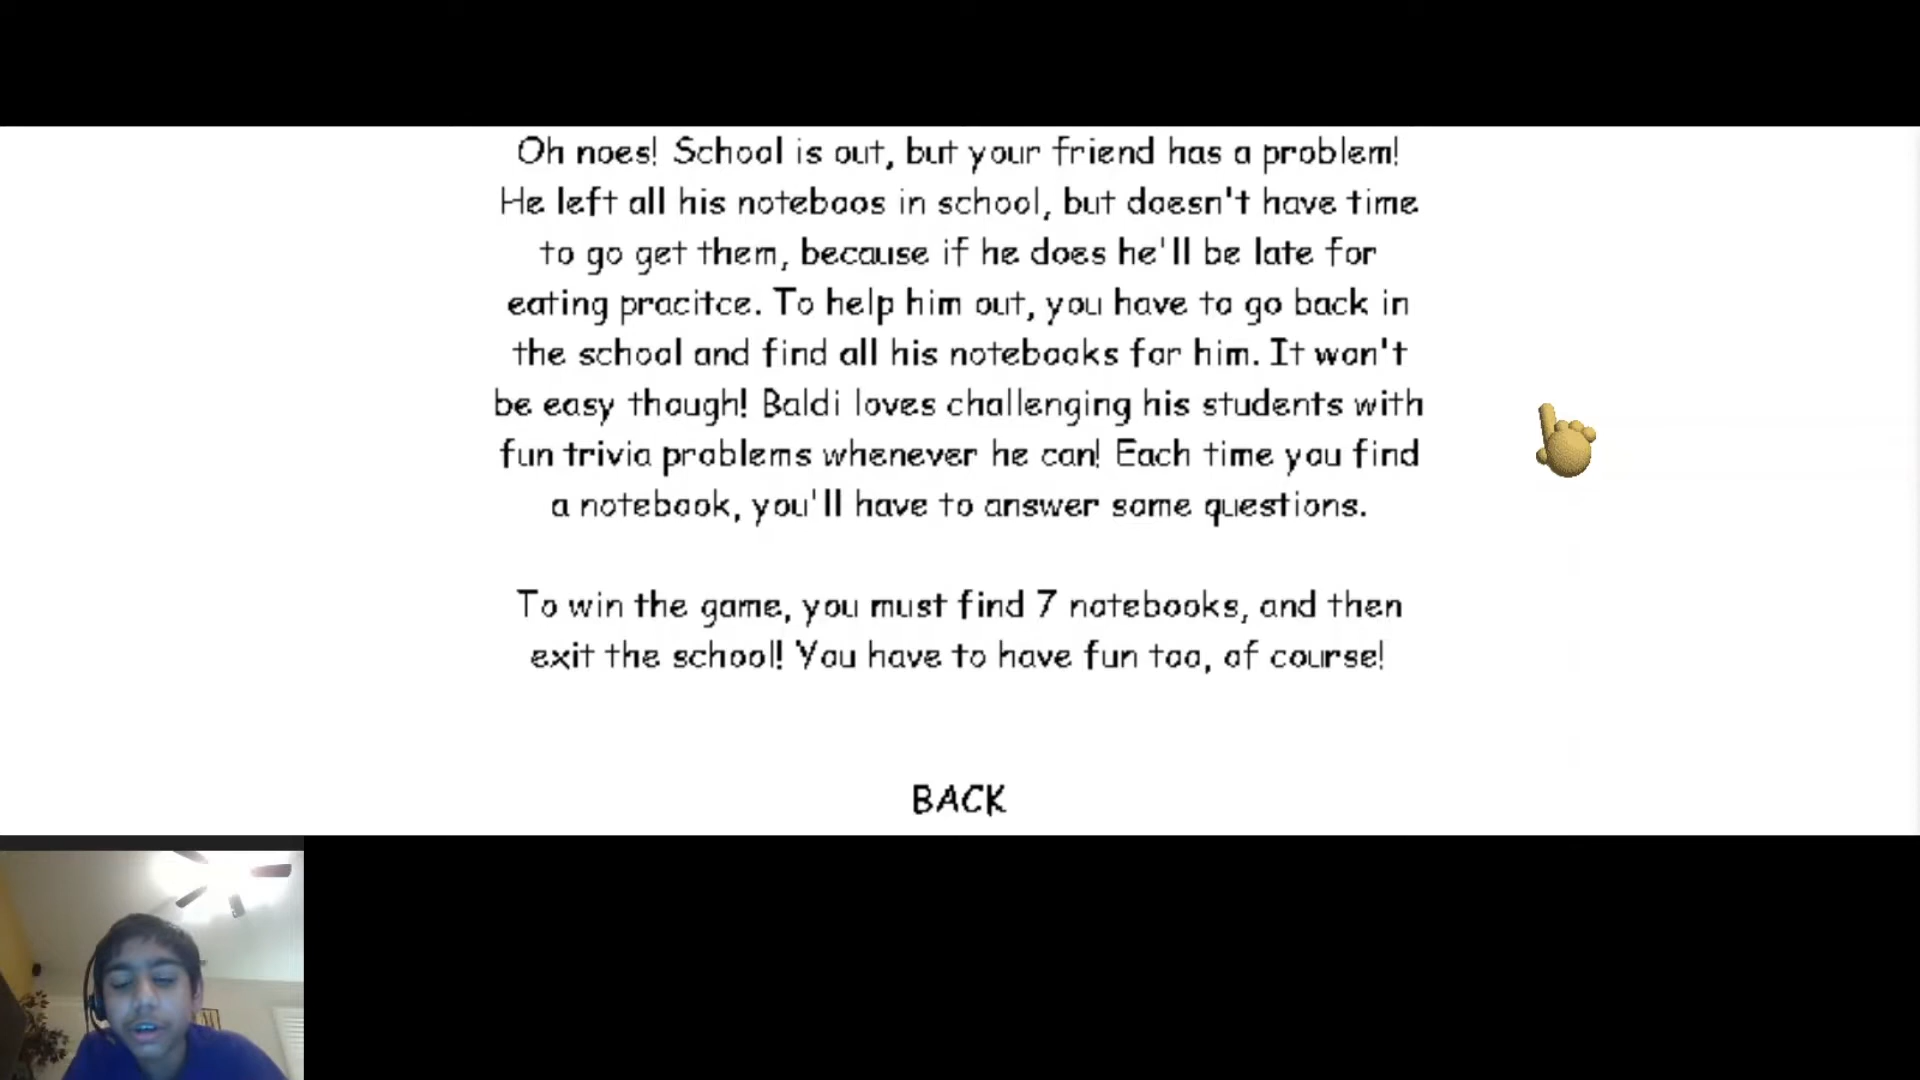 Oh noes! School is out, but your friend has a problem!
He left all his noteboos in school, but doesn't have time
to go get them, because if he does he'll be late for
eating pracitce. To help him out, you have to go back in
the school and find all his notebooks for him. It won't
be easy though! Baldi loves challenging his students with
fun trivia problems whenever he can! Each time you find
a notebook, you'll have to answer some questions.
To win the game, you must find 7 notebooks, and then
exit the school! You have to have fun too, of course!
BACK